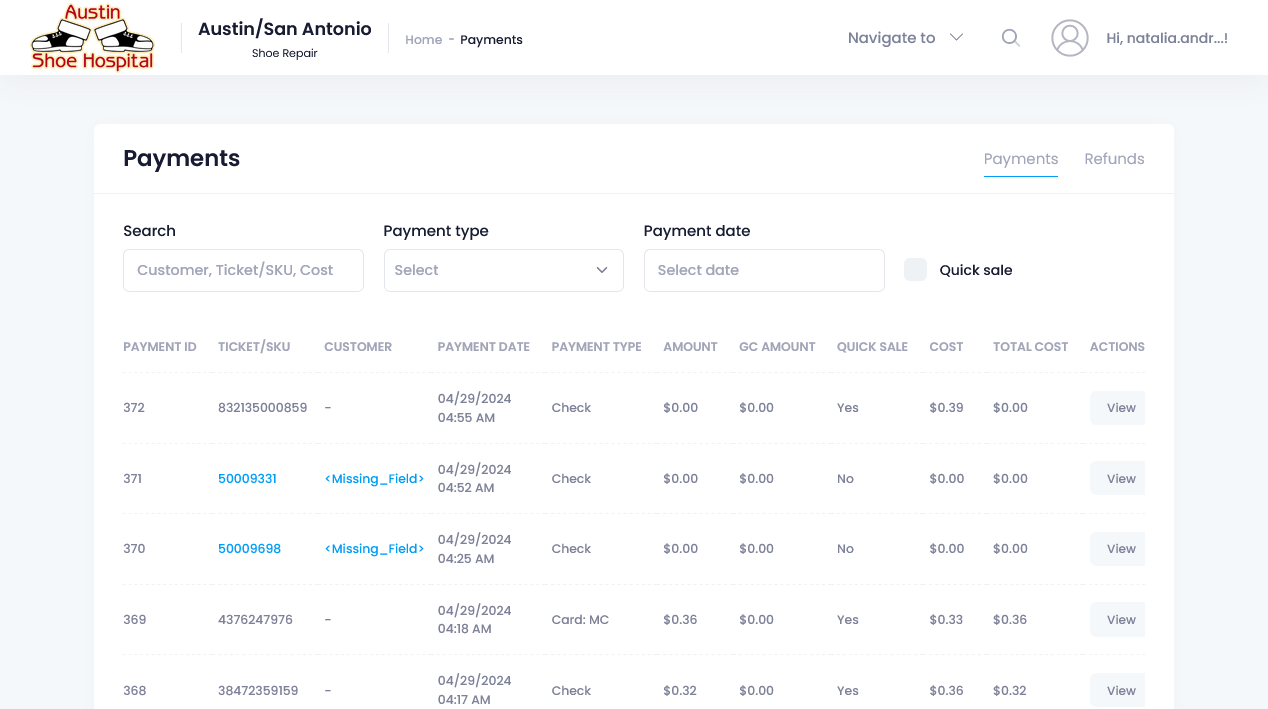 Austin
Shoe Hospital
Austin/San Antonio
Shoe Repair
Home - Payments
Navigate to
Hi, natalia.andr...!
Payments
Payments Refunds
Search Payment type Payment date
Customer, Ticket/SKU, Cost Select Select date Quick sale
PAYMENT ID TICKET/SKU CUSTOMER PAYMENT DATE PAYMENT TYPE AMOUNT GC AMOUNT QUICK SALE COST TOTAL COST ACTIONS
372 832135000859 - 04/29/2024 04:55 AM Check $0.00 $0.00 Yes $0.39 $0.00 View
371 50009331 <Missing_Field> 04/29/2024 04:52 AM Check $0.00 $0.00 No $0.00 $0.00 View
370 50009698 <Missing_Field> 04/29/2024 04:25 AM Check $0.00 $0.00 No $0.00 $0.00 View
369 4376247976 - 04/29/2024 04:18 AM Card: MC $0.36 $0.00 Yes $0.33 $0.36 View
368 38472359159 - 04/29/2024 04:17 AM Check $0.32 $0.00 Yes $0.36 $0.32 View